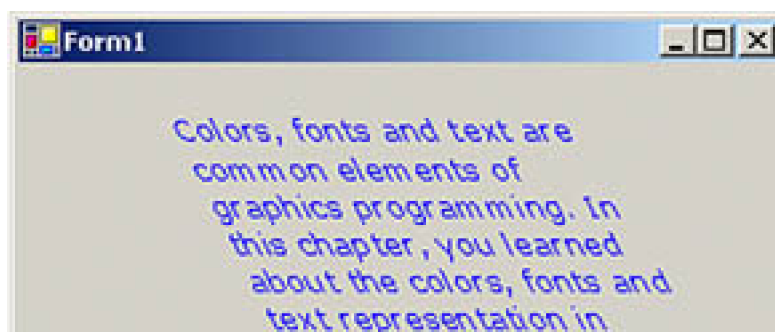 Form1
Colors, fonts and text are
common elements of
graphics programming. In
this chapter, you learned
about the colors, fonts and
text representation in